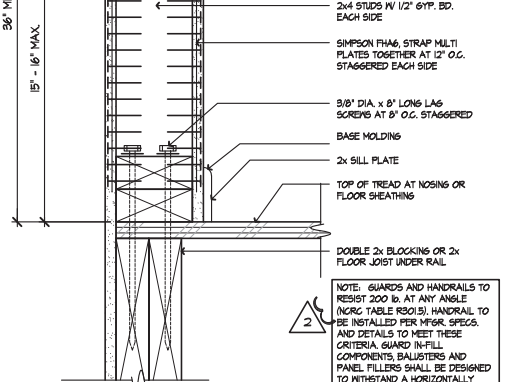 36" M
15" - 16" MAX.
2x4 STUDS W/ 1/2" GYP. BD.
EACH SIDE
SIMPSON FHA6, STRAP MULTI
PLATES TOGETHER AT 12" O.C.
STAGGERED EACH SIDE
3/8" DIA. x 8" LONG LAG
SCREWS AT 8" O.C. STAGGERED
BASE MOLDING
2x SILL PLATE
TOP OF TREAD AT NOSING OR
FLOOR SHEATHING
DOUBLE 2x BLOCKING OR 2x
FLOOR JOIST UNDER RAIL
2
NOTE: GUARDS AND HANDRAILS TO
RESIST 200 lb. AT ANY ANGLE
(NCRC TABLE R301.5). HANDRAIL TO
BE INSTALLED PER MFGR. SPECS.
AND DETAILS TO MEET THESE
CRITERIA. GUARD IN-FILL
COMPONENTS, BALUSTERS AND
PANEL FILLERS SHALL BE DESIGNED
TO WITHSTAND A HORIZONTALLY